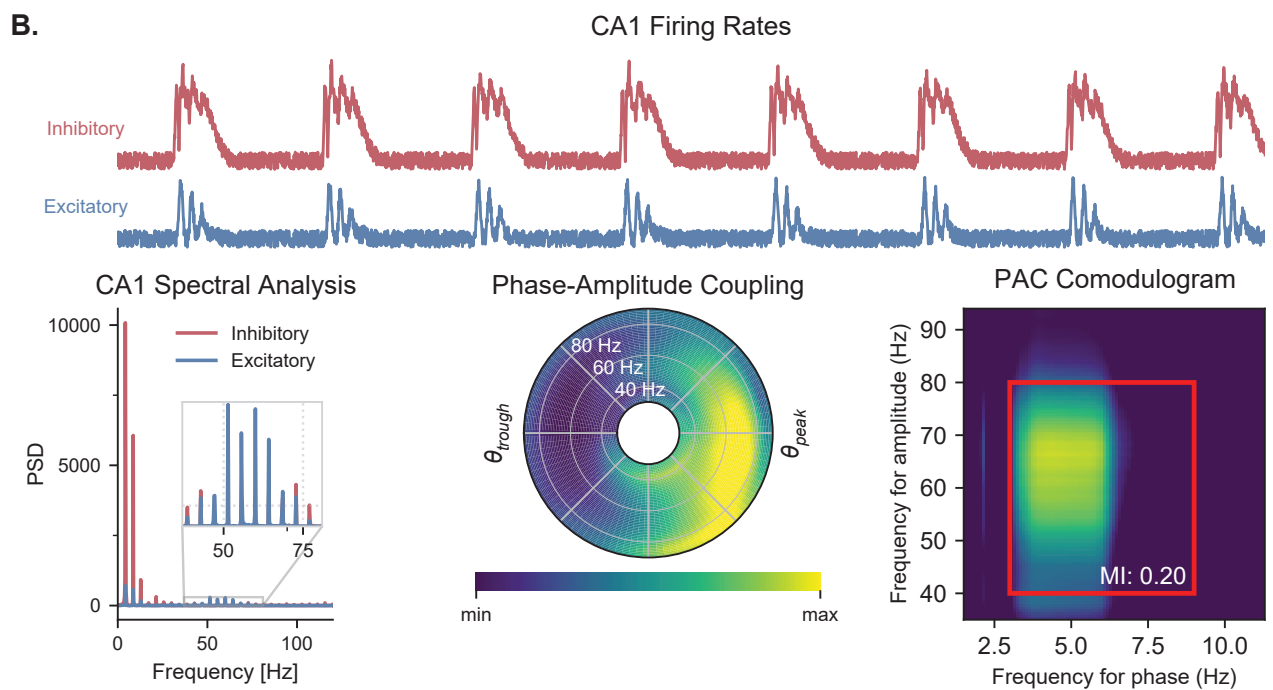 B.
CA1 Firing Rates
Inhibitory
Excitatory
CA1 Spectral Analysis
10000
5000
0
PSD
Inhibitory
Excitatory
50
75
0
50
100
Frequency [Hz]
Phase-Amplitude Coupling
80 Hz
60 Hz
40 Hz
θtrough
θpeak
min
max
PAC Comodulogram
90
80
70
60
50
40
Frequency for amplitude (Hz)
MI: 0.20
2.5
5.0
7.5
10.0
Frequency for phase (Hz)